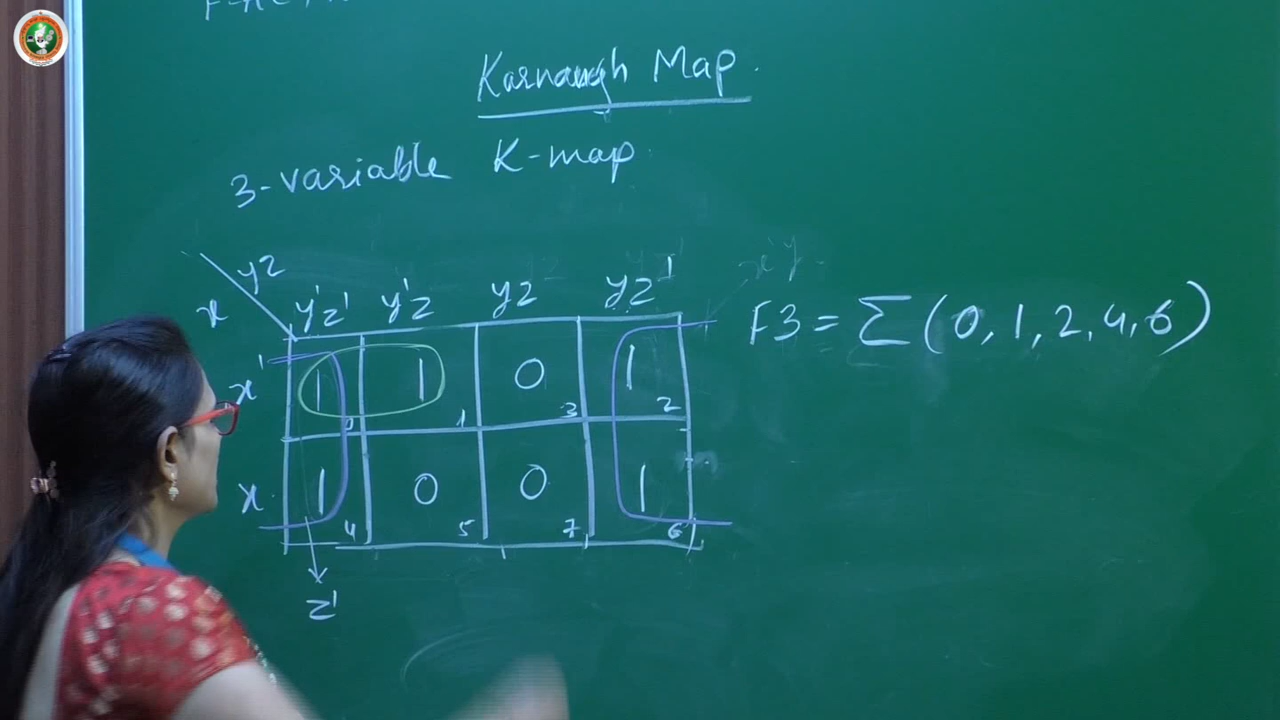 Karnaugh Map.
3-variable K-map.
yz
x y'z' y'z yz yz'
F3 = Σ(0, 1, 2, 4, 6)
x' 1 1 0 1
0 1 3 2
x 1 0 0 1
4 5 7 6
z'